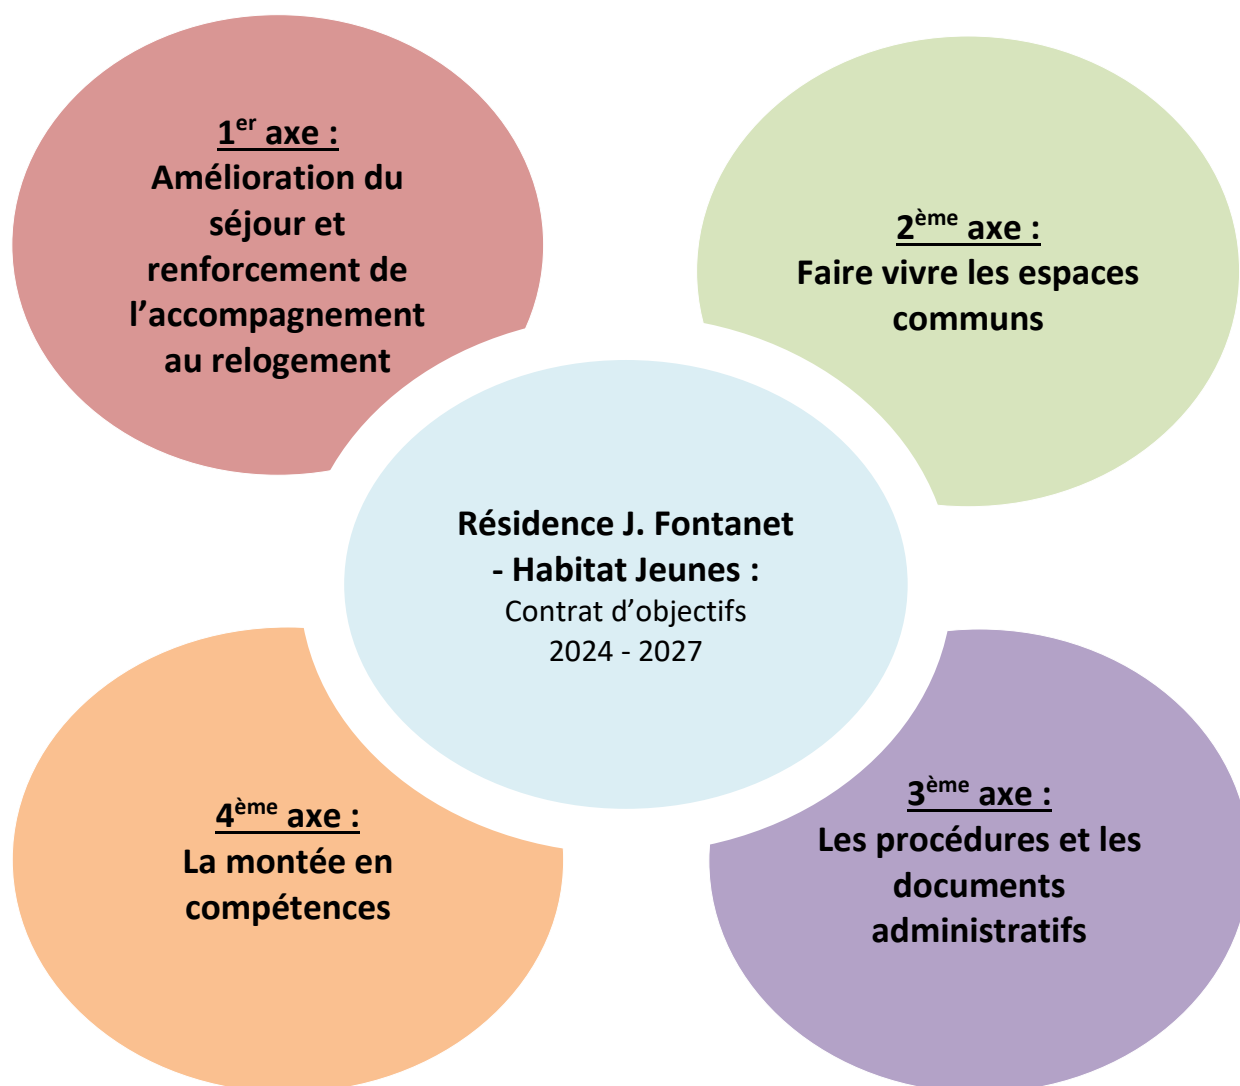 1er axe :
Amélioration du
séjour et
renforcement de
l’accompagnement
au relogement
2ème axe :
Faire vivre les espaces
communs
Résidence J. Fontanet
- Habitat Jeunes :
Contrat d’objectifs
2024 - 2027
3ème axe :
Les procédures et les
documents
administratifs
4ème axe :
La montée en
compétences